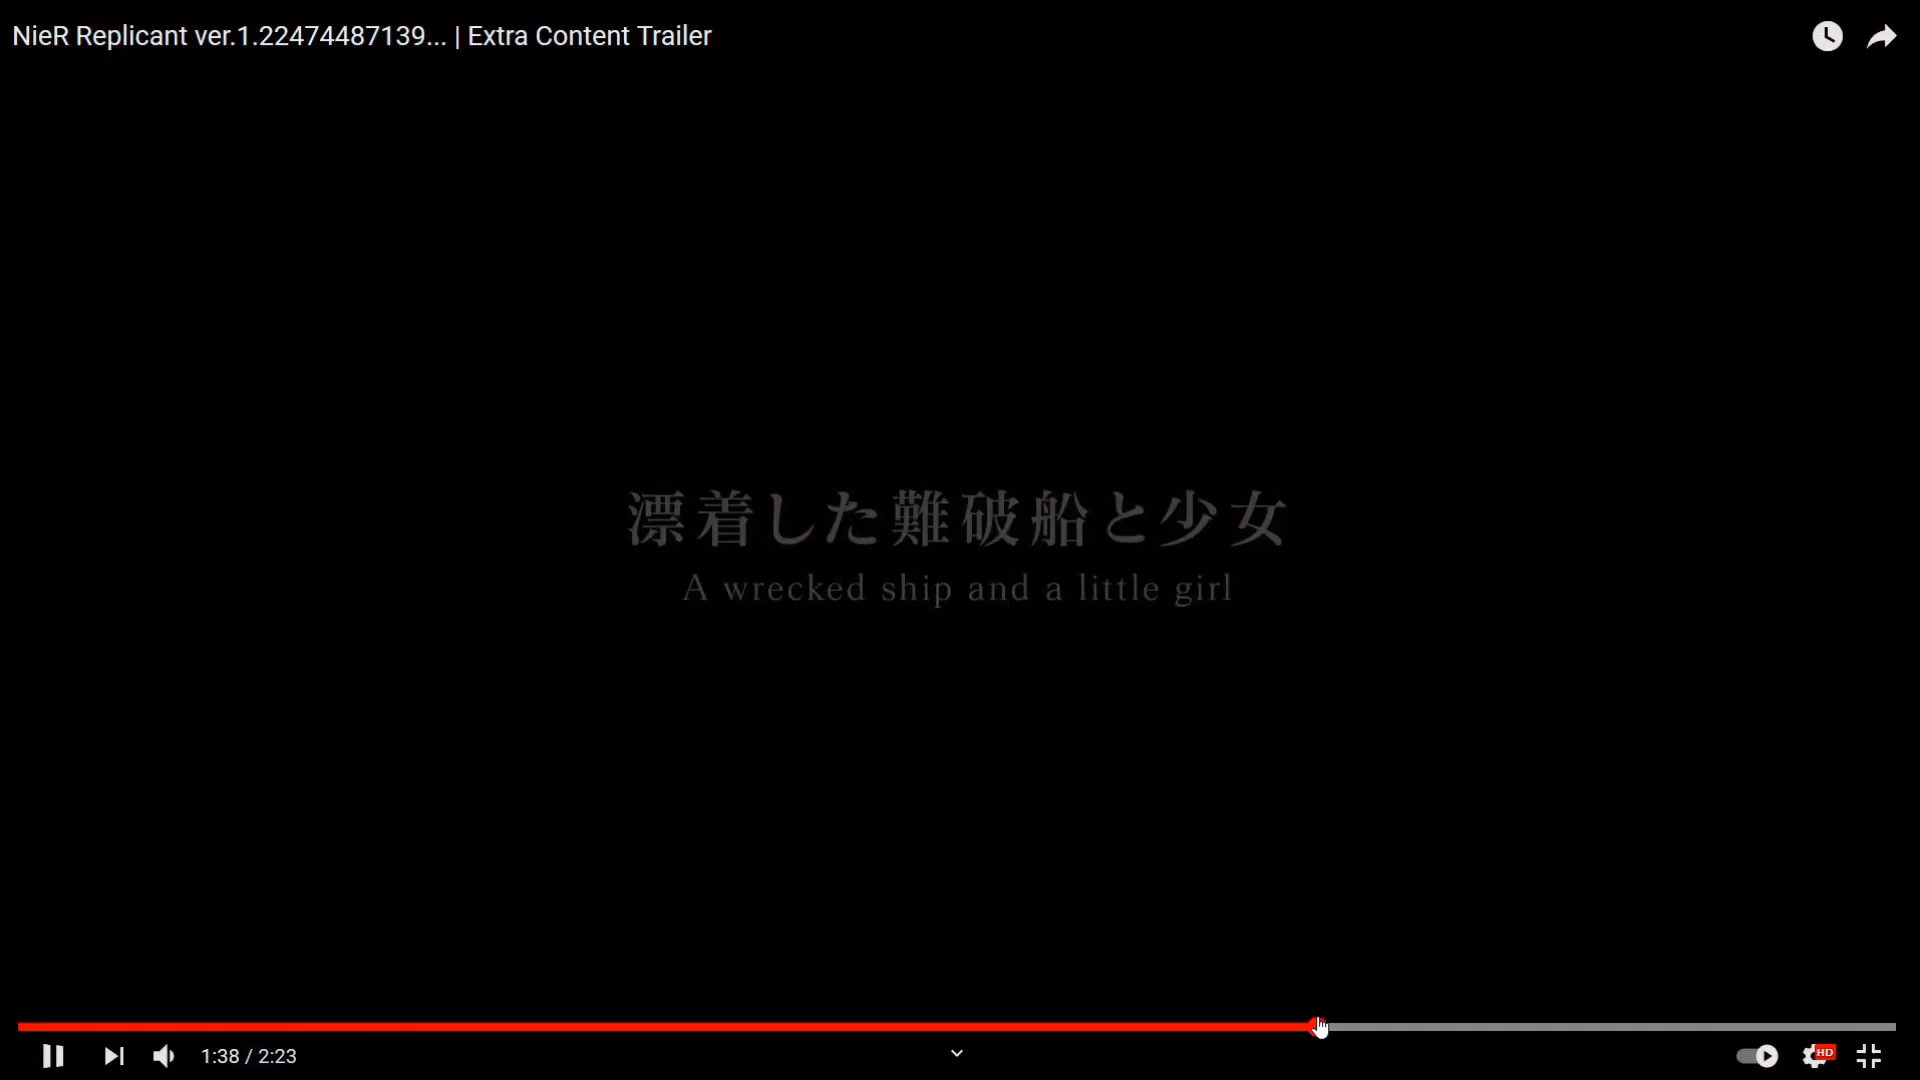 NieR Replicant ver.1.22474487139... | Extra Content Trailer
漂着した難破船と少女
A wrecked ship and a little girl
1:38 / 2:23
HD